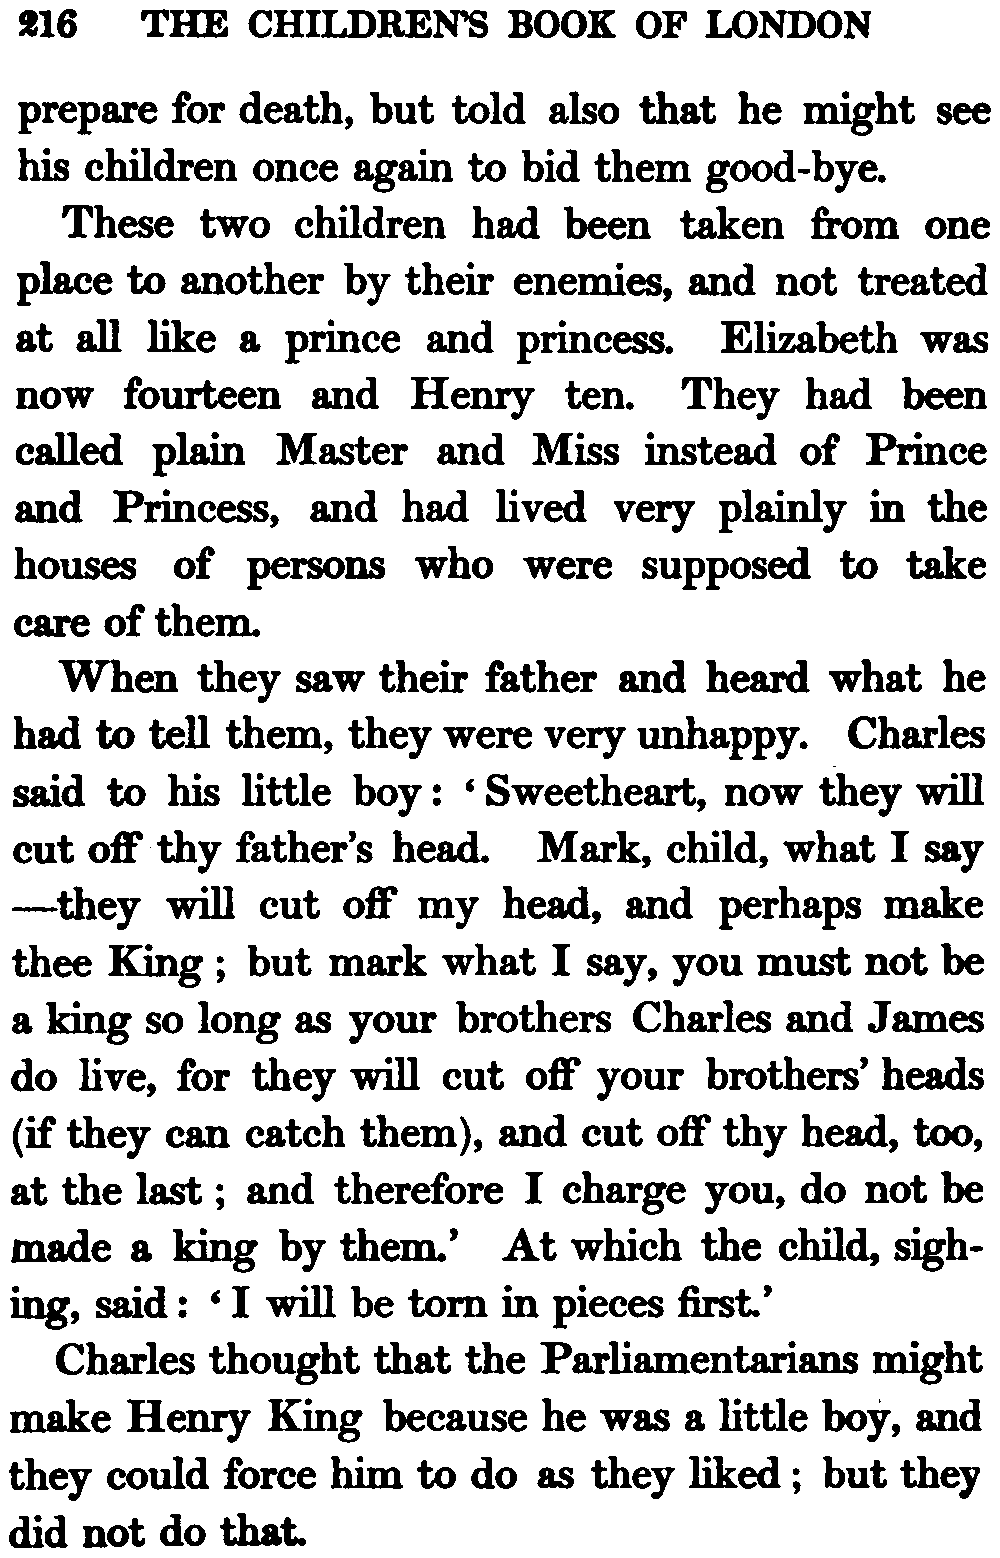 216 THE CHILDREN'S BOOK OF LONDON
prepare for death, but told also that he might see
his children once again to bid them good-bye.
These two children had been taken from one
place to another by their enemies, and not treated
at all like a prince and princess. Elizabeth was
now fourteen and Henry ten. They had been
called plain Master and Miss instead of Prince
and Princess, and had lived very plainly in the
houses of persons who were supposed to take
care of them.
When they saw their father and heard what he
had to tell them, they were very unhappy. Charles
said to his little boy: ‘Sweetheart, now they will
cut off thy father's head. Mark, child, what I say
—they will cut off my head, and perhaps make
thee King; but mark what I say, you must not be
a king so long as your brothers Charles and James
do live, for they will cut off your brothers’ heads
(if they can catch them), and cut off thy head, too,
at the last; and therefore I charge you, do not be
made a king by them.’ At which the child, sigh-
ing, said: ‘I will be torn in pieces first.’
Charles thought that the Parliamentarians might
make Henry King because he was a little boy, and
they could force him to do as they liked; but they
did not do that.